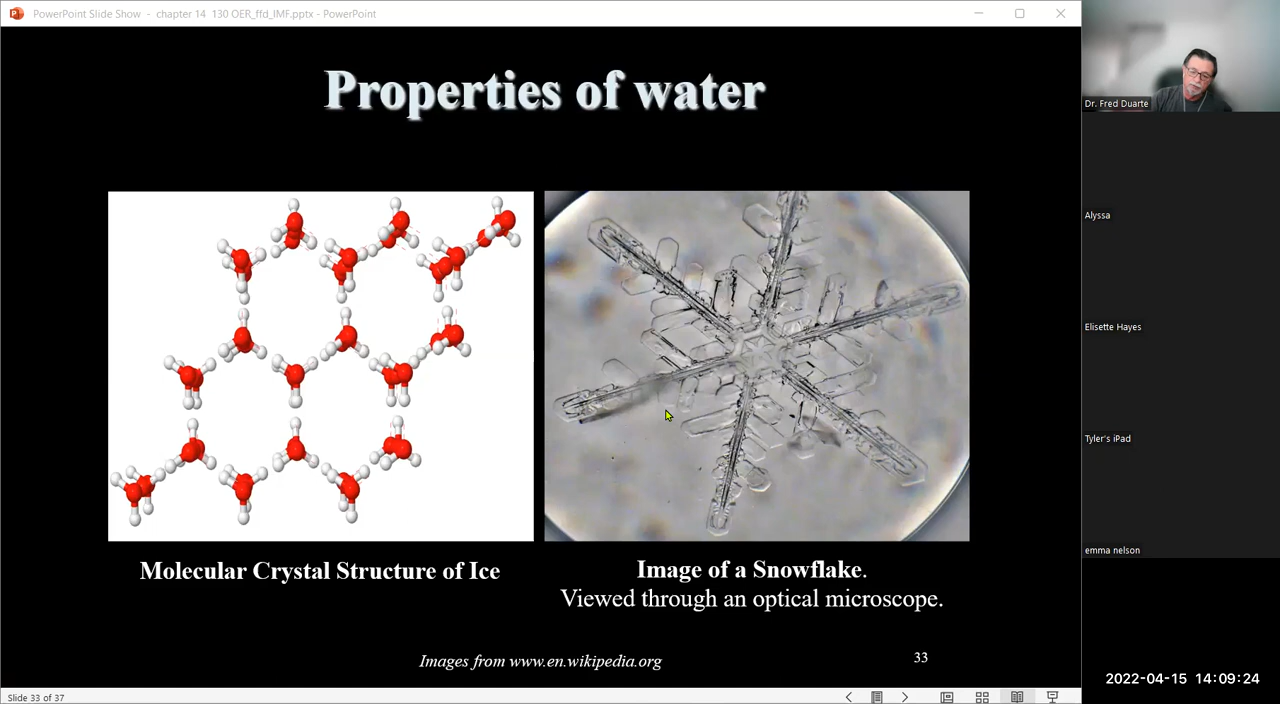 PowerPoint Slide Show - chapter 14 130 OER_ffd_IMF.pptx - PowerPoint
Properties of water
Molecular Crystal Structure of Ice
Image of a Snowflake.
Viewed through an optical microscope.
Images from www.en.wikipedia.org
33
Slide 33 of 37
Dr. Fred Duarte
Alyssa
Elisette Hayes
Tyler's iPad
emma nelson
2022-04-15 14:09:24